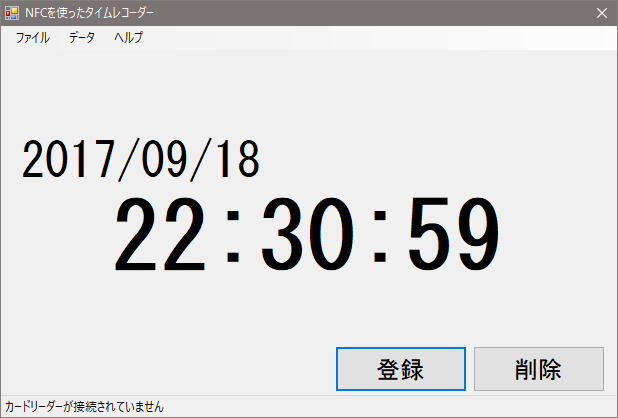 NFCを使ったタイムレコーダー
ファイル データ ヘルプ
2017/09/18
22:30:59
登録 削除
カードリーダーが接続されていません